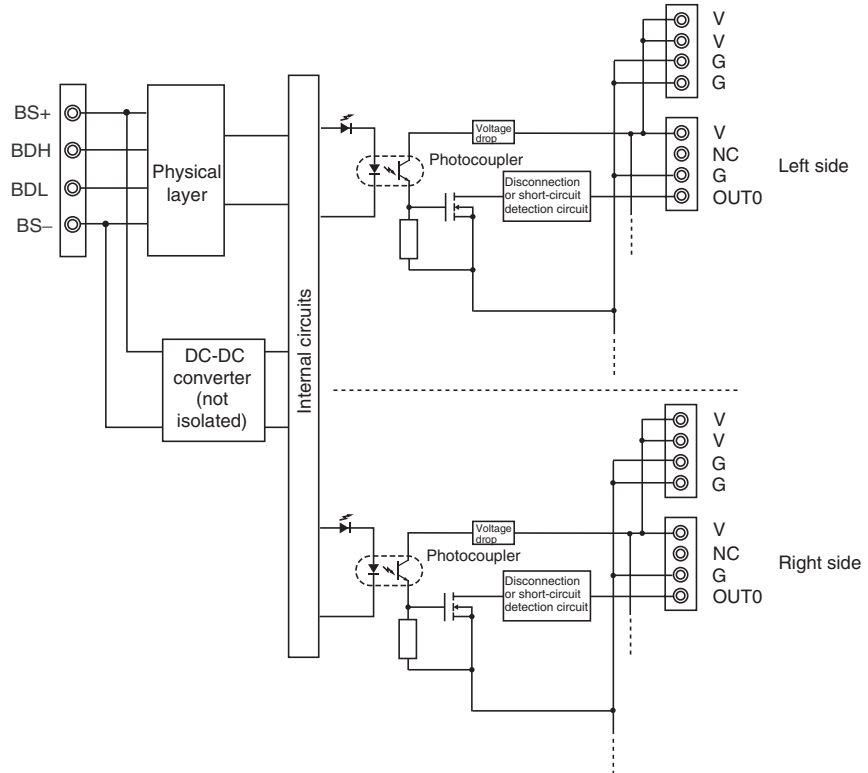 BS+
BDH
BDL
BS−
Physical
layer
DC-DC
converter
(not
isolated)
Internal circuits
Photocoupler
Voltage
drop
Disconnection
or short-circuit
detection circuit
V
V
G
G
V
NC
G
OUT0
Left side
Photocoupler
Voltage
drop
Disconnection
or short-circuit
detection circuit
V
V
G
G
V
NC
G
OUT0
Right side